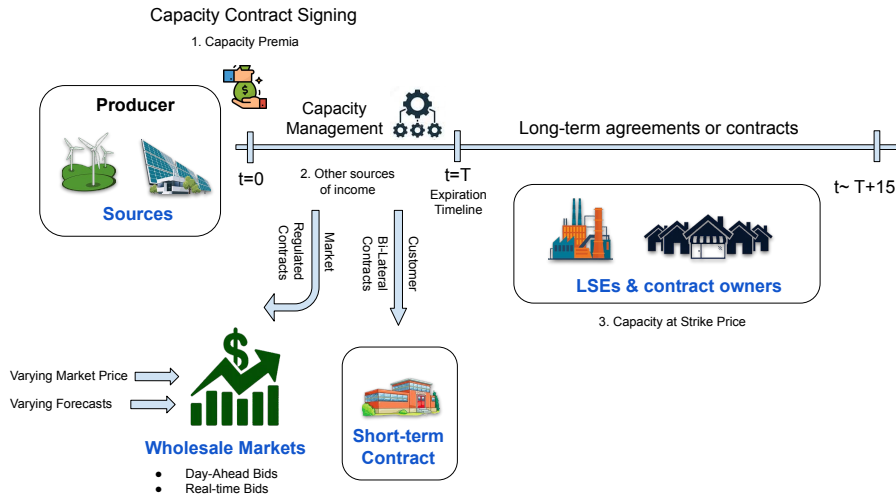 Capacity Contract Signing
1. Capacity Premia
Producer
Sources
Capacity
Management
Long-term agreements or contracts
t=0
2. Other sources
of income
t=T
Expiration
Timeline
t~ T+15
Market
Regulated
Contracts
Customer
Bi-Lateral
Contracts
LSEs & contract owners
3. Capacity at Strike Price
$
Varying Market Price
Varying Forecasts
Wholesale Markets
● Day-Ahead Bids
● Real-time Bids
Short-term
Contract